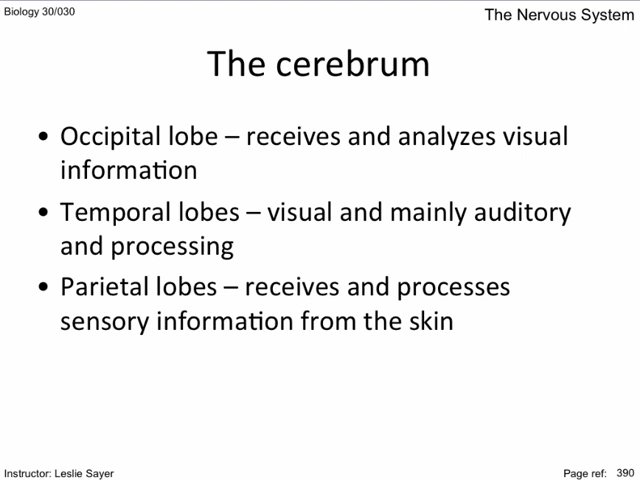 Biology 30/030
The Nervous System
The cerebrum
• Occipital lobe – receives and analyzes visual
information
• Temporal lobes – visual and mainly auditory
and processing
• Parietal lobes – receives and processes
sensory information from the skin
Instructor: Leslie Sayer
Page ref: 390